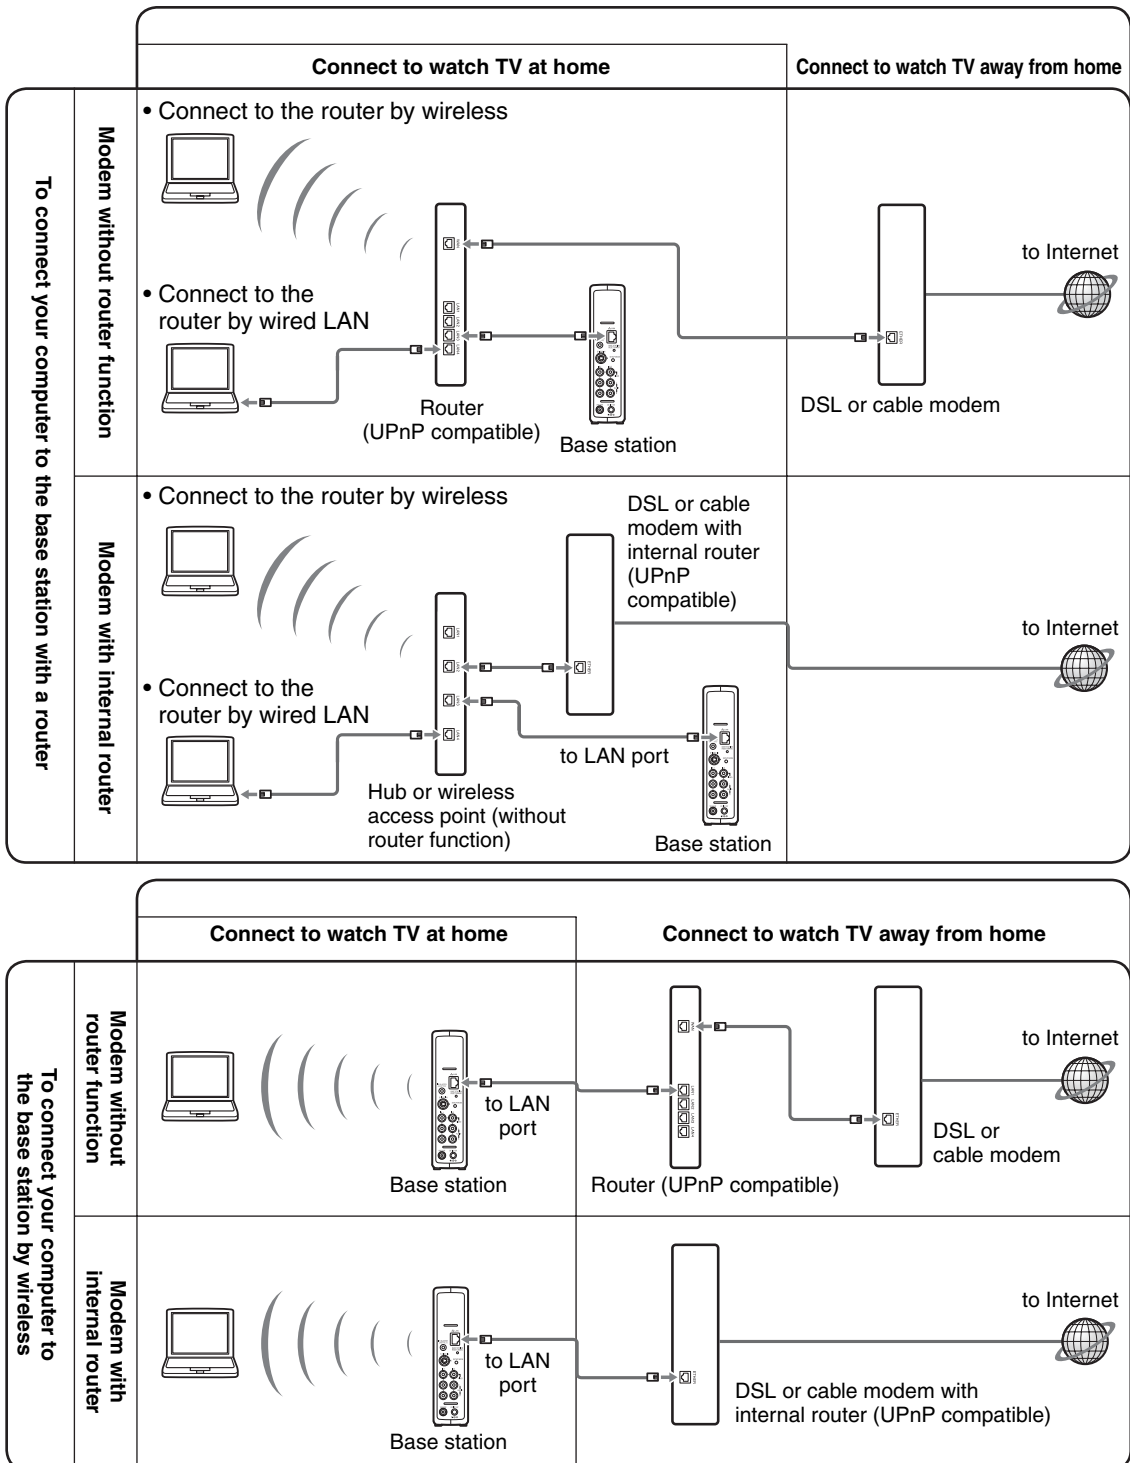 Connect to watch TV at home
Connect to watch TV away from home
To connect your computer to the base station with a router
Modem without router function
• Connect to the router by wireless
• Connect to the
router by wired LAN
Router
(UPnP compatible)
Base station
DSL or cable modem
to Internet
Modem with internal router
• Connect to the router by wireless
DSL or cable
modem with
internal router
(UPnP
compatible)
• Connect to the
router by wired LAN
to LAN port
Hub or wireless
access point (without
router function)
Base station
to Internet
Connect to watch TV at home
Connect to watch TV away from home
To connect your computer to
the base station by wireless
Modem without
router function
to LAN
port
Base station
Router (UPnP compatible)
DSL or
cable modem
to Internet
Modem with
internal router
to LAN
port
Base station
DSL or cable modem with
internal router (UPnP compatible)
to Internet